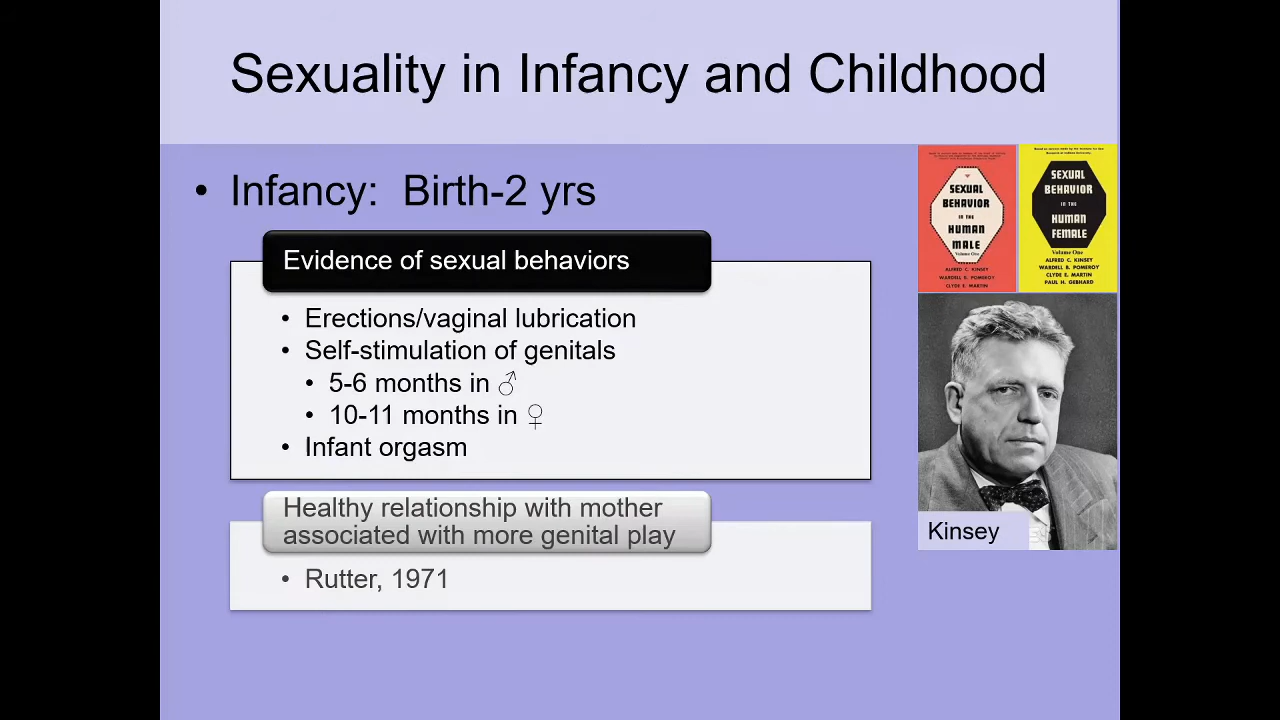 Sexuality in Infancy and Childhood
• Infancy: Birth-2 yrs
Evidence of sexual behaviors
• Erections/vaginal lubrication
• Self-stimulation of genitals
• 5-6 months in ♂
• 10-11 months in ♀
• Infant orgasm
Healthy relationship with mother
associated with more genital play
• Rutter, 1971
SEXUAL
BEHAVIOR
IN THE
HUMAN
MALE
Volume One
ALFRED C. KINSEY
WARDELL B. POMEROY
CLYDE E. MARTIN
SEXUAL
BEHAVIOR
IN THE
HUMAN
FEMALE
Volume One
ALFRED C. KINSEY
WARDELL B. POMEROY
CLYDE E. MARTIN
PAUL H. GEBHARD
Kinsey